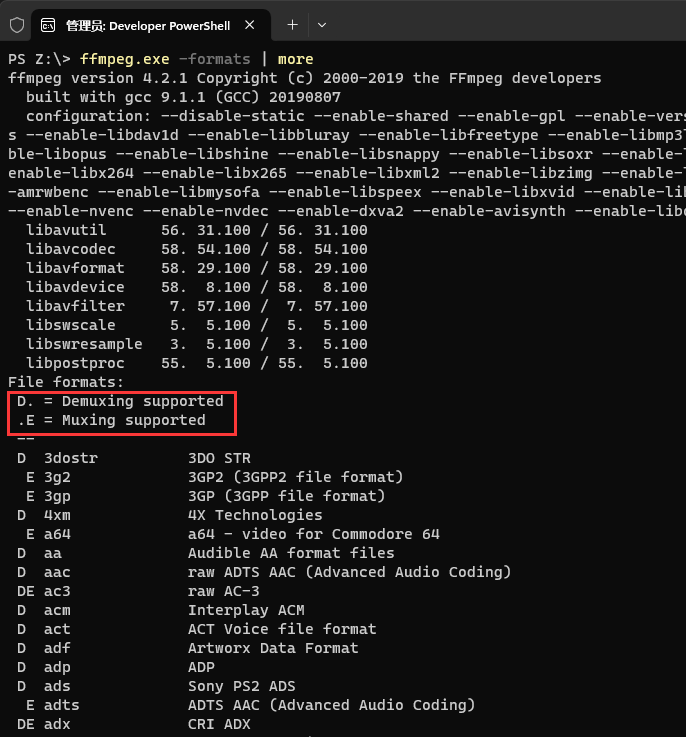 管理员: Developer PowerShell
PS Z:\> ffmpeg.exe -formats | more
ffmpeg version 4.2.1 Copyright (c) 2000-2019 the FFmpeg developers
  built with gcc 9.1.1 (GCC) 20190807
  configuration: --disable-static --enable-shared --enable-gpl --enable-vers
s --enable-libdav1d --enable-libbluray --enable-libfreetype --enable-libmp3l
ble-libopus --enable-libshine --enable-libsnappy --enable-libsoxr --enable-l
enable-libx264 --enable-libx265 --enable-libxml2 --enable-libzimg --enable-l
-amrwbenc --enable-libmysofa --enable-libspeex --enable-libxvid --enable-lib
--enable-nvenc --enable-nvdec --enable-dxva2 --enable-avisynth --enable-libo
  libavutil      56. 31.100 / 56. 31.100
  libavcodec     58. 54.100 / 58. 54.100
  libavformat    58. 29.100 / 58. 29.100
  libavdevice    58.  8.100 / 58.  8.100
  libavfilter     7. 57.100 /  7. 57.100
  libswscale      5.  5.100 /  5.  5.100
  libswresample   3.  5.100 /  3.  5.100
  libpostproc    55.  5.100 / 55.  5.100
File formats:
 D. = Demuxing supported
 .E = Muxing supported
 --
 D  3dostr          3DO STR
  E 3g2             3GP2 (3GPP2 file format)
  E 3gp             3GP (3GPP file format)
 D  4xm             4X Technologies
  E a64             a64 - video for Commodore 64
 D  aa              Audible AA format files
 D  aac             raw ADTS AAC (Advanced Audio Coding)
 DE ac3             raw AC-3
 D  acm             Interplay ACM
 D  act             ACT Voice file format
 D  adf             Artworx Data Format
 D  adp             ADP
 D  ads             Sony PS2 ADS
  E adts            ADTS AAC (Advanced Audio Coding)
 DE adx             CRI ADX